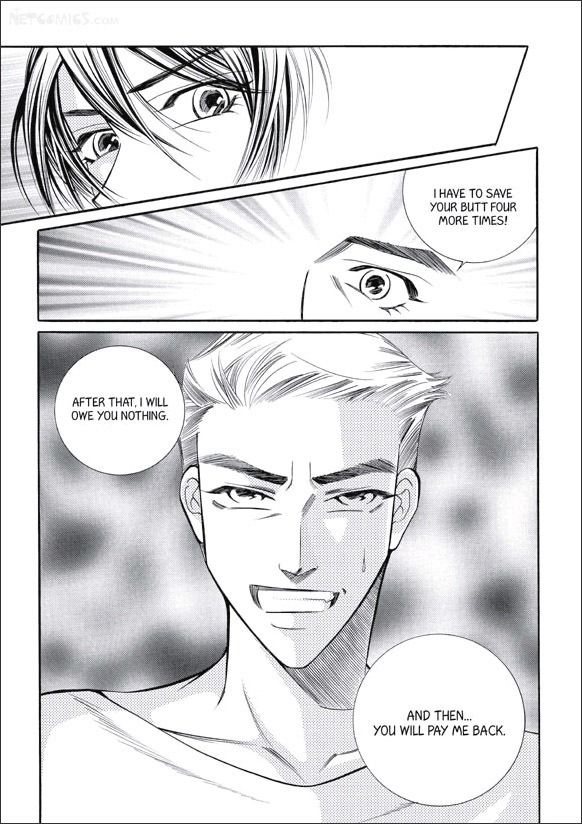 NETCOMICS.COM
I HAVE TO SAVE
YOUR BUTT FOUR
MORE TIMES!
AFTER THAT, I WILL
OWE YOU NOTHING.
AND THEN...
YOU WILL PAY ME BACK.